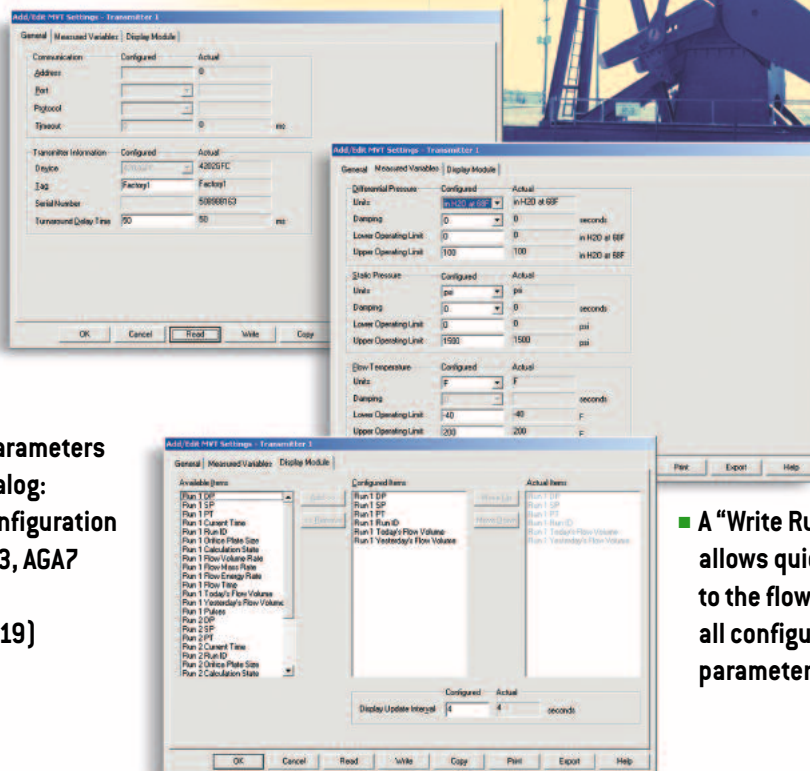 Add/Edit MVT Settings - Transmitter 1
General Measured Variables Display Module
Communication Configured Actual
Address 0
Port
Protocol
Timeout 0 ms
Transmitter Information Configured Actual
Device 4202GFC
Tag Factory1 Factory1
Serial Number
Turnaround Delay Time 50 50 ms
OK Cancel Read Write Copy
Add/Edit MVT Settings - Transmitter 1
General Measured Variables Display Module
Differential Pressure Configured Actual
Units in H2O at 68F in H2O at 68F
Damping 0 0 seconds
Lower Operating Limit 0 0 in H2O at 68F
Upper Operating Limit 100 100 in H2O at 68F
Static Pressure Configured Actual
Units psi psi
Damping 0 0 seconds
Lower Operating Limit 0 0 psi
Upper Operating Limit 1500 1500 psi
Flow Temperature Configured Actual
Units F F
Damping seconds
Lower Operating Limit -40 -40 F
Upper Operating Limit 200 200 F
Print Export Help
arameters
alog:
nfiguration
3, AGA7
19)
Add/Edit MVT Settings - Transmitter 1
General Measured Variables Display Module
Available Items
Run 1 DP
Run 1 SP
Run 1 PT
Run 1 Current Time
Run 1 Run ID
Run 1 Orifice Plate Size
Run 1 Calculation State
Run 1 Flow Volume Rate
Run 1 Flow Mass Rate
Run 1 Flow Energy Rate
Run 1 Flow Time
Run 1 Today's Flow Volume
Run 1 Yesterday's Flow Volume
Run 1 Pulses
Run 2 DP
Run 2 SP
Run 2 PT
Run 2 Current Time
Run 2 Run ID
Run 2 Orifice Plate Size
Run 2 Calculation State
Add >>
<< Remove
Configured Items
Run 1 DP
Run 1 SP
Run 1 PT
Run 1 Run ID
Run 1 Today's Flow Volume
Run 1 Yesterday's Flow Volume
Move Up
Move Down
Actual Items
Run 1 DP
Run 1 SP
Run 1 PT
Run 1 Run ID
Run 1 Today's Flow Volume
Run 1 Yesterday's Flow Volume
Configured Actual
Display Update Interval 4 4 seconds
OK Cancel Read Write Copy Print Export Help
■ A “Write Ru
allows quic
to the flow
all configu
parameter